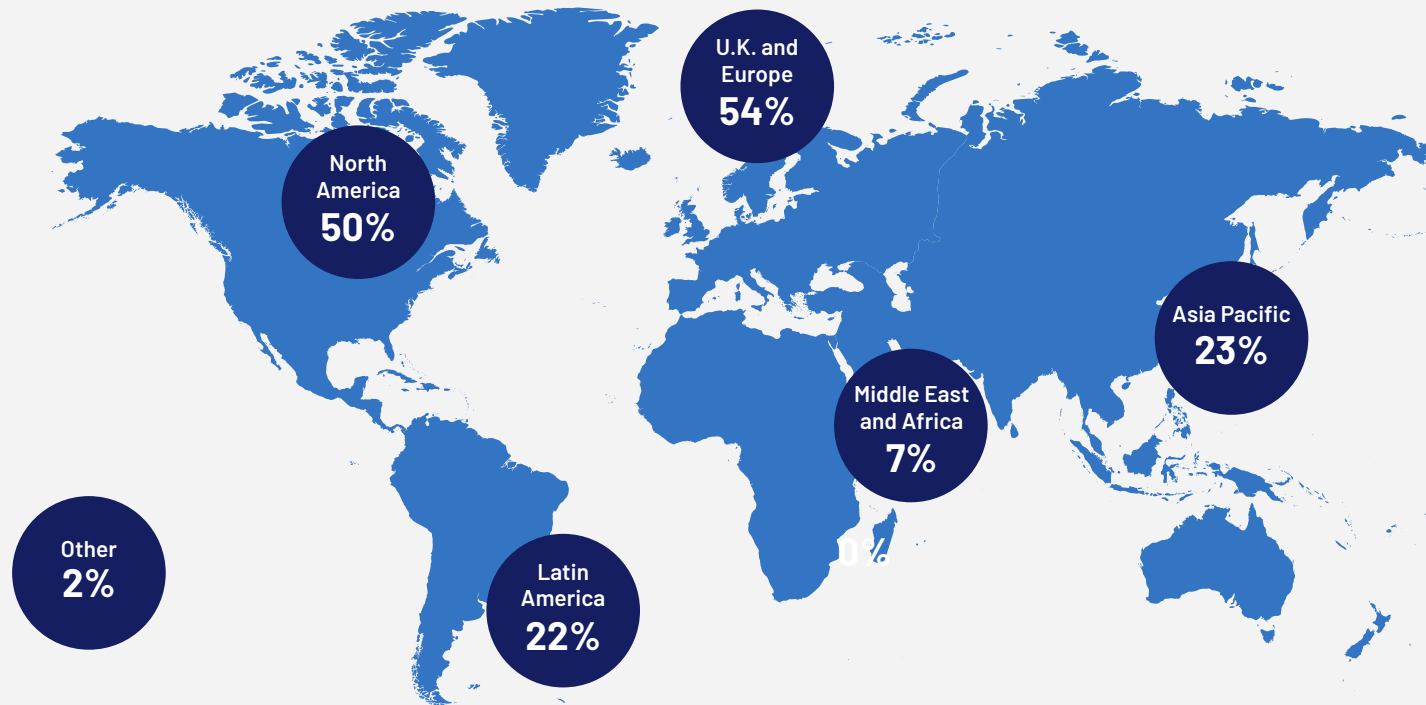 U.K. and
Europe
54%
North
America
50%
Asia Pacific
23%
Middle East
and Africa
7%
0%
Other
2%
Latin
America
22%